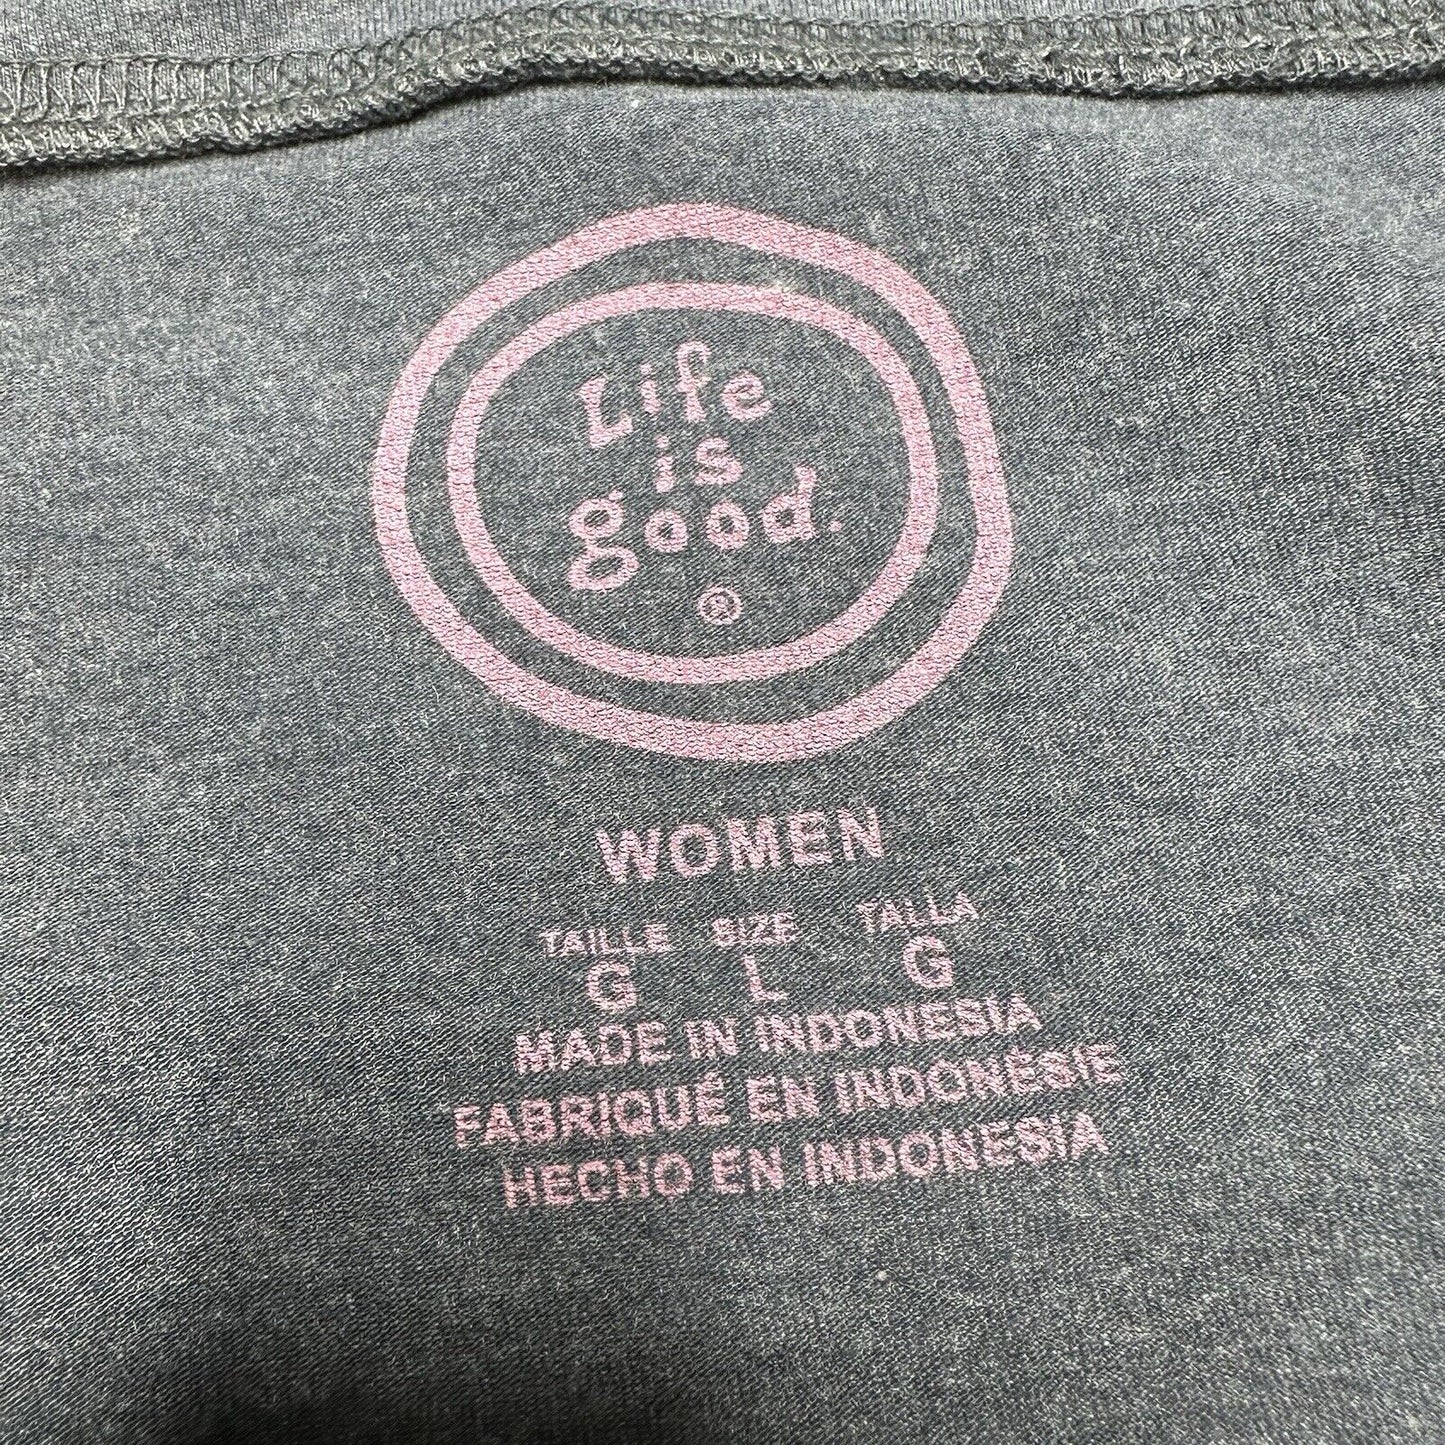 Life
is
good.
®
WOMEN
TAILLE SIZE TALLA
G L G
MADE IN INDONESIA
FABRIQUÉ EN INDONÉSIE
HECHO EN INDONESIA